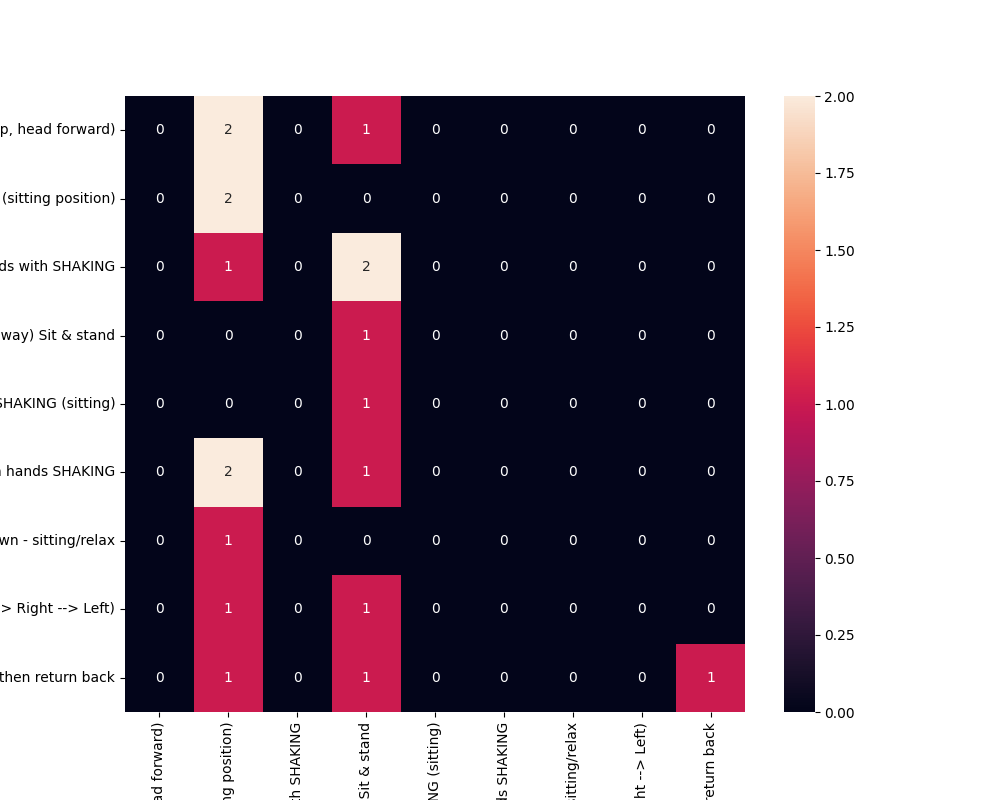 p, head forward) 0 2 0 1 0 0 0 0 0
(sitting position) 0 2 0 0 0 0 0 0 0
ds with SHAKING 0 1 0 2 0 0 0 0 0
way) Sit & stand 0 0 0 1 0 0 0 0 0
SHAKING (sitting) 0 0 0 1 0 0 0 0 0
hands SHAKING 0 2 0 1 0 0 0 0 0
wn - sitting/relax 0 1 0 0 0 0 0 0 0
> Right --> Left) 0 1 0 1 0 0 0 0 0
then return back 0 1 0 1 0 0 0 0 1
ad forward)
ng position)
th SHAKING
Sit & stand
NG (sitting)
ds SHAKING
sitting/relax
ht --> Left)
return back
2.00
1.75
1.50
1.25
1.00
0.75
0.50
0.25
0.00